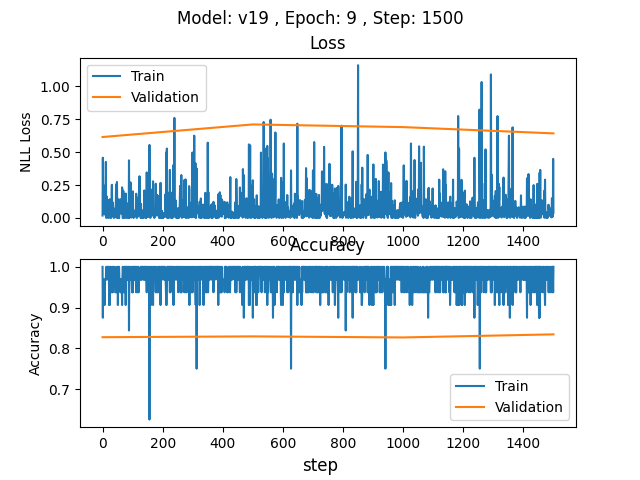 Model: v19 , Epoch: 9 , Step: 1500
Loss
NLL Loss
1.00
0.75
0.50
0.25
0.00
Train
Validation
0 200 400 600 800 1000 1200 1400
Accuracy
Accuracy
1.0
0.9
0.8
0.7
Train
Validation
0 200 400 600 800 1000 1200 1400
step